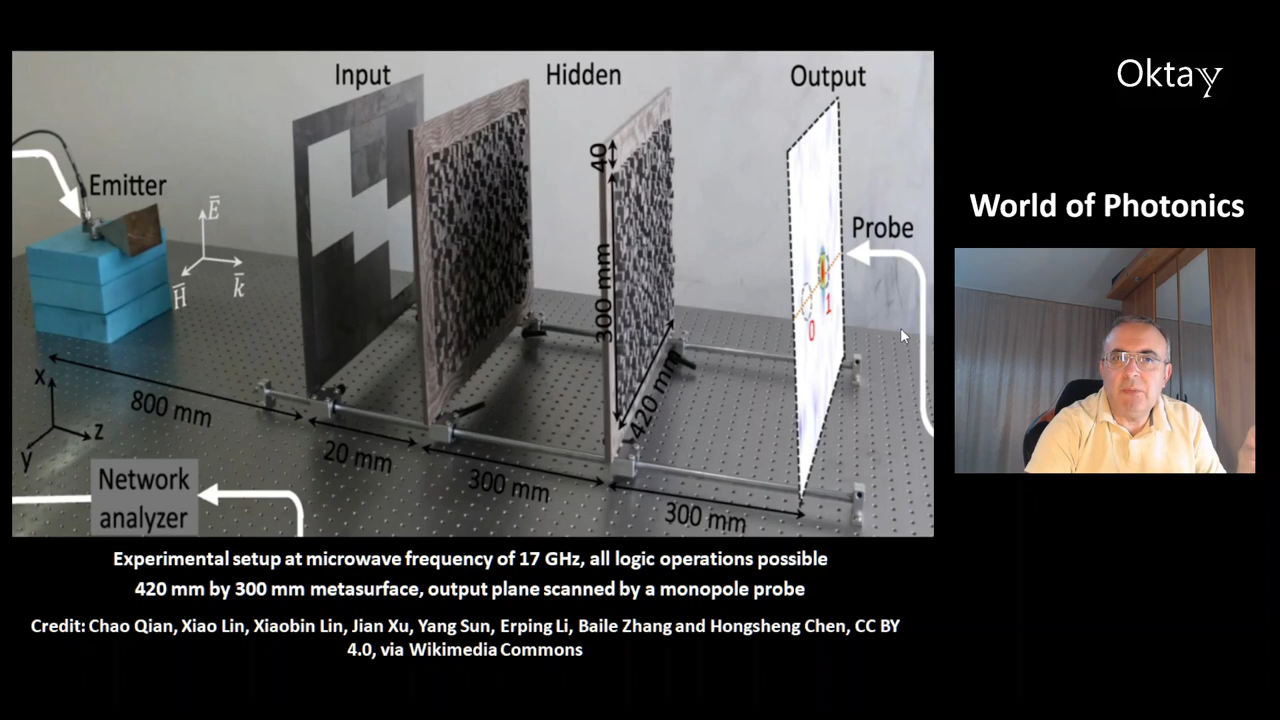 Input
Hidden
Output
Oktay
Emitter
E
H
k
40
300 mm
420 mm
Probe
0
1
World of Photonics
x
y
z
800 mm
20 mm
300 mm
300 mm
Network
analyzer
Experimental setup at microwave frequency of 17 GHz, all logic operations possible
420 mm by 300 mm metasurface, output plane scanned by a monopole probe
Credit: Chao Qian, Xiao Lin, Xiaobin Lin, Jian Xu, Yang Sun, Erping Li, Baile Zhang and Hongsheng Chen, CC BY
4.0, via Wikimedia Commons